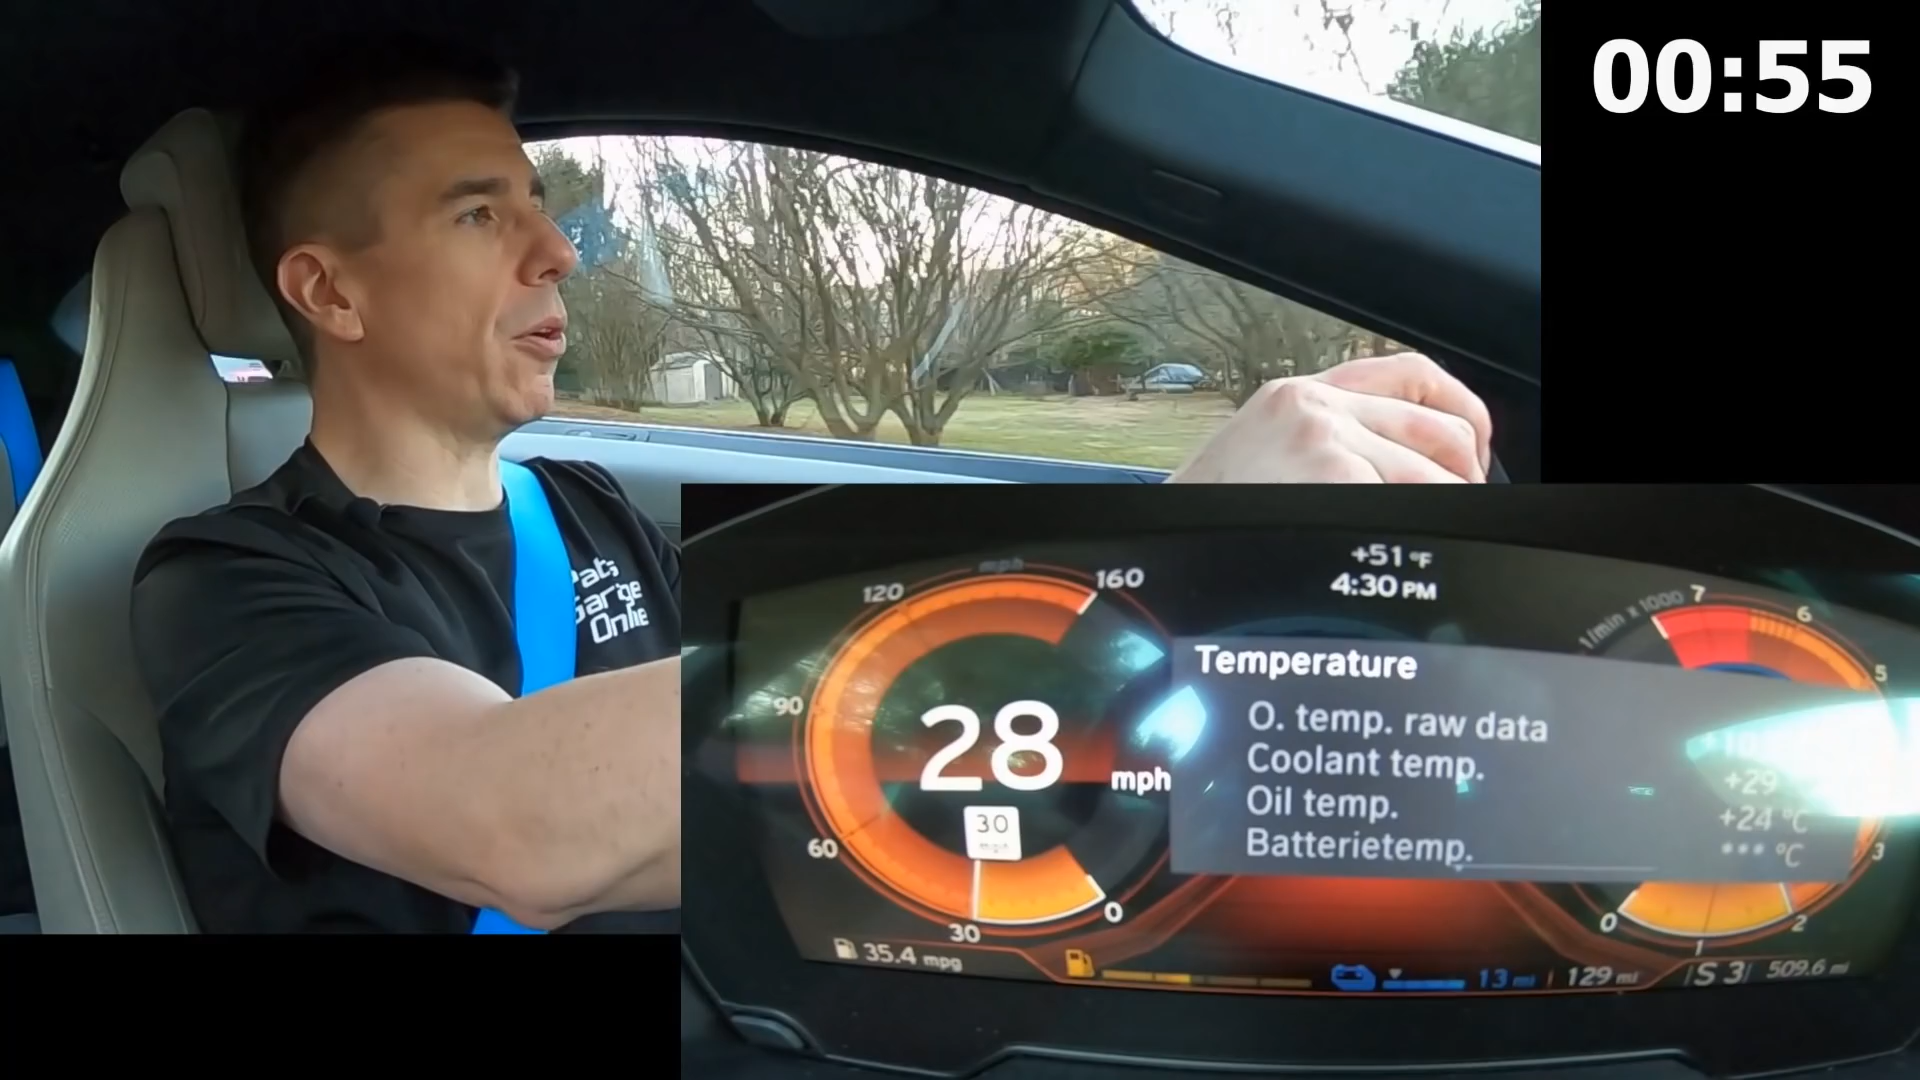 00:55
Pats
Garage
Online
+51 °F
4:30 PM
mph
120
160
90
60
30
0
28
mph
30
mph
1/min x 1000
7
6
5
3
2
1
0
Temperature
O. temp. raw data
Coolant temp.
+29
Oil temp.
+24 °C
Batterietemp.
*** °C
35.4 mpg
13 mi
129 mi
S 3
509.6 mi